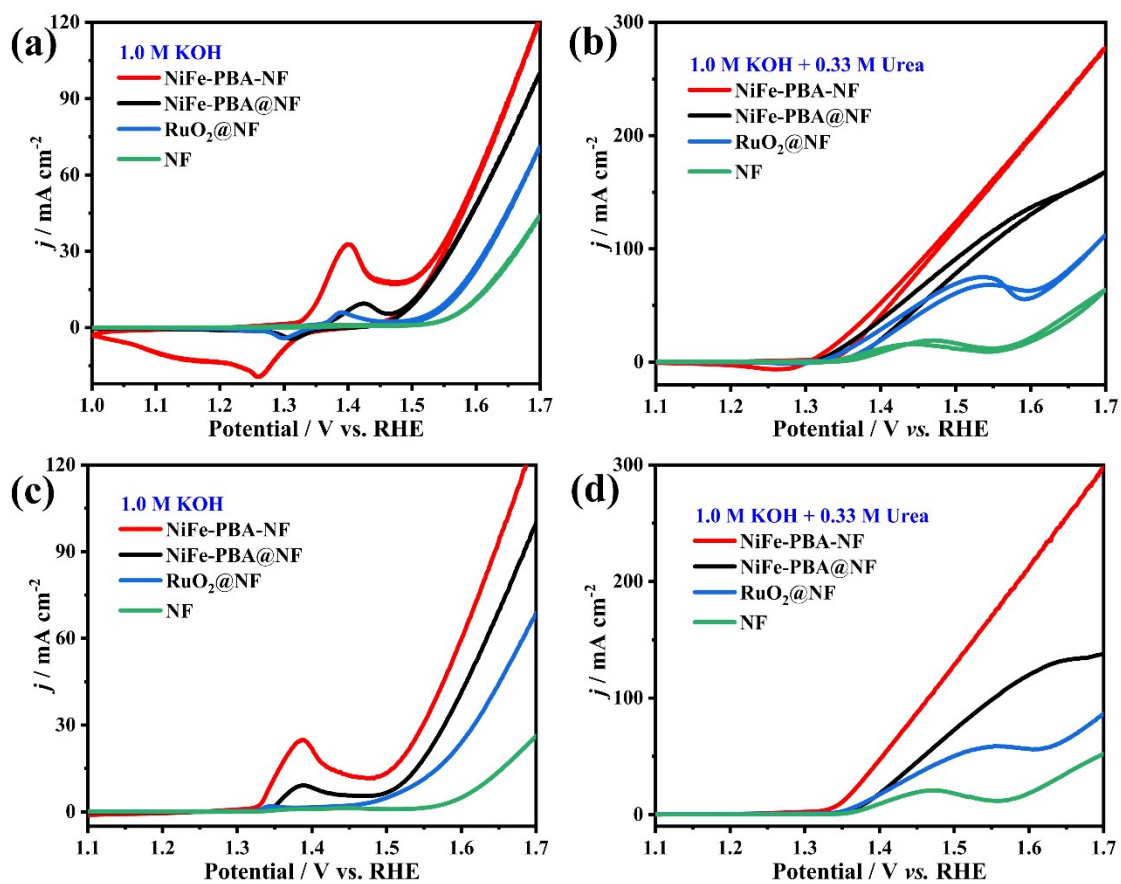 (a)
1.0 M KOH
NiFe-PBA-NF
NiFe-PBA@NF
RuO₂@NF
NF
j / mA cm⁻²
120
90
60
30
0
1.0 1.1 1.2 1.3 1.4 1.5 1.6 1.7
Potential / V vs. RHE
(b)
1.0 M KOH + 0.33 M Urea
NiFe-PBA-NF
NiFe-PBA@NF
RuO₂@NF
NF
j / mA cm⁻²
300
200
100
0
1.1 1.2 1.3 1.4 1.5 1.6 1.7
Potential / V vs. RHE
(c)
1.0 M KOH
NiFe-PBA-NF
NiFe-PBA@NF
RuO₂@NF
NF
j / mA cm⁻²
120
90
60
30
0
1.1 1.2 1.3 1.4 1.5 1.6 1.7
Potential / V vs. RHE
(d)
1.0 M KOH + 0.33 M Urea
NiFe-PBA-NF
NiFe-PBA@NF
RuO₂@NF
NF
j / mA cm⁻²
300
200
100
0
1.1 1.2 1.3 1.4 1.5 1.6 1.7
Potential / V vs. RHE